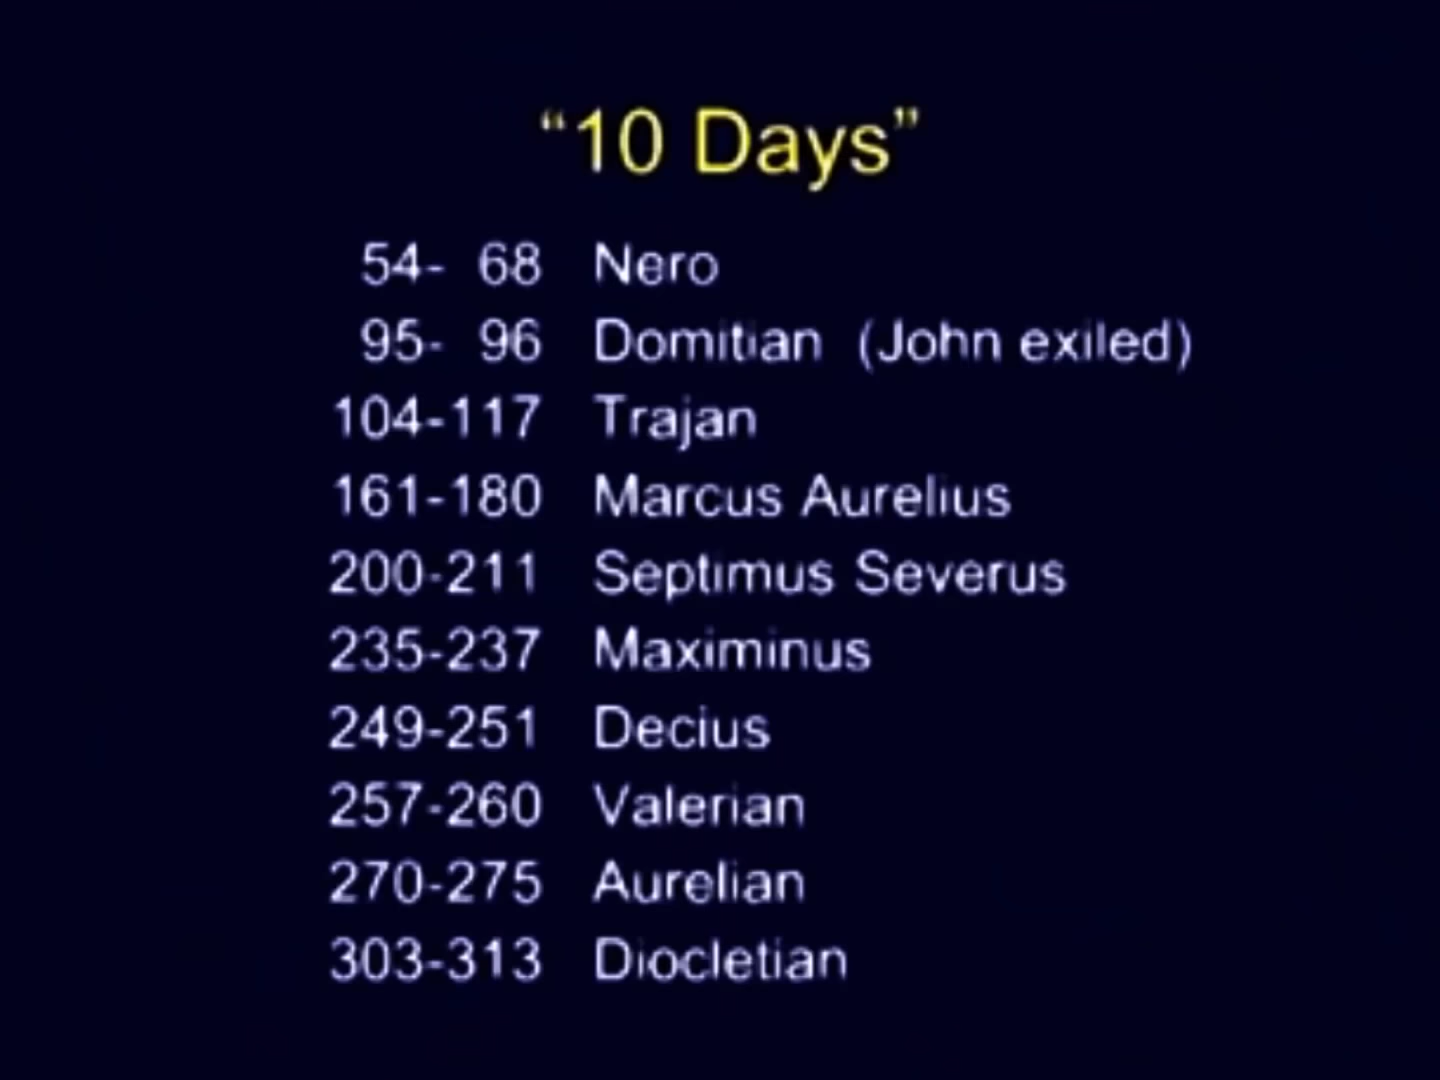 “10 Days”
54- 68 Nero
95- 96 Domitian (John exiled)
104-117 Trajan
161-180 Marcus Aurelius
200-211 Septimus Severus
235-237 Maximinus
249-251 Decius
257-260 Valerian
270-275 Aurelian
303-313 Diocletian